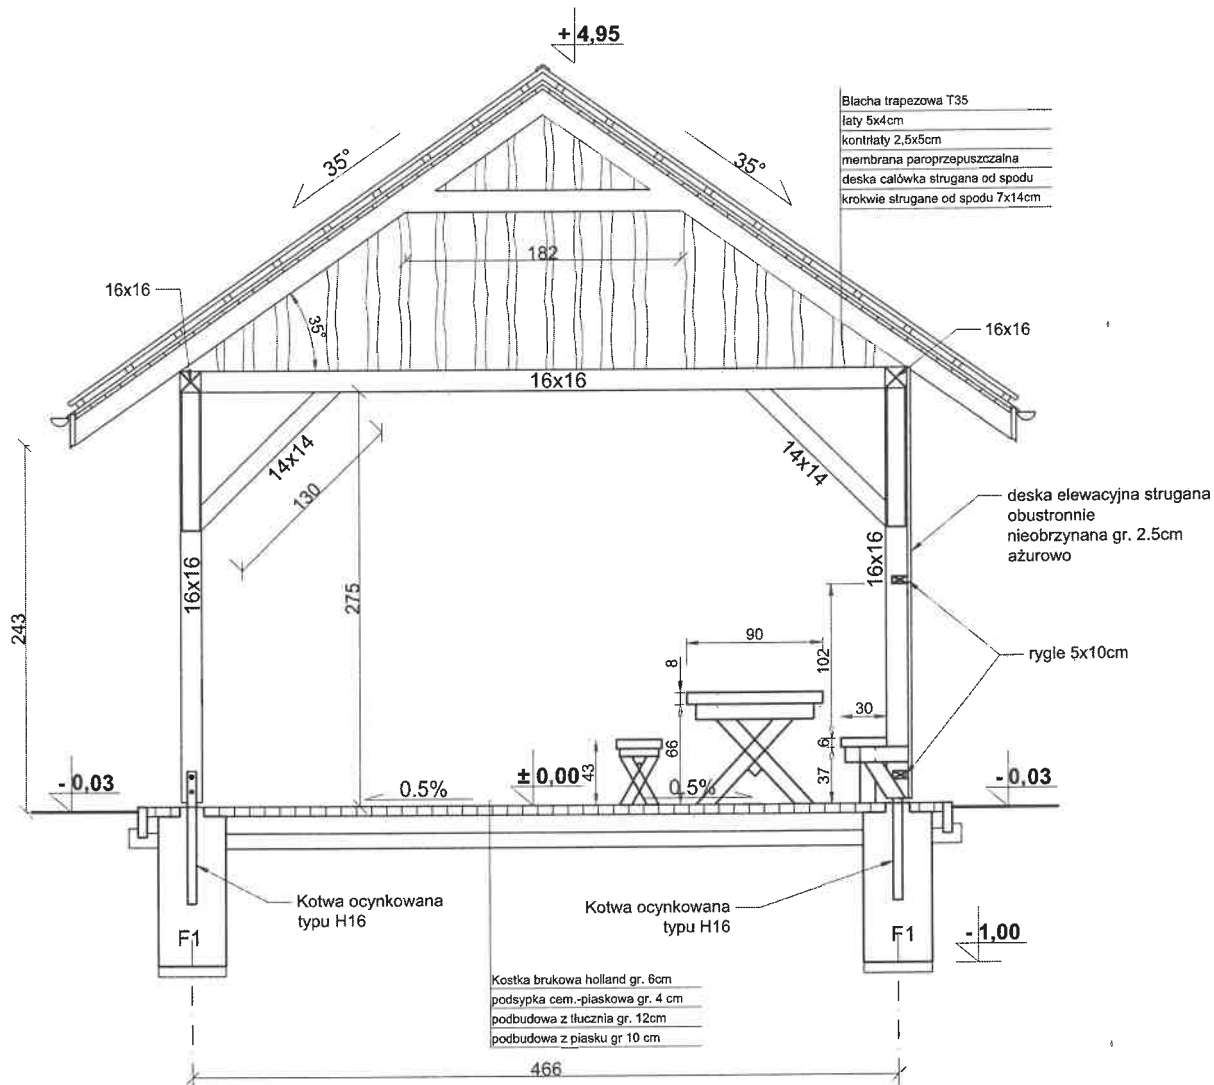 + 4,95
Blacha trapezowa T35
łaty 5x4cm
kontrłaty 2,5x5cm
membrana paroprzepuszczalna
deska calówka strugana od spodu
krokwie strugane od spodu 7x14cm
35°
35°
182
16x16
35°
16x16
16x16
14x14
14x14
130
deska elewacyjna strugana
obustronnie
nieobrzynana gr. 2.5cm
ażurowo
16x16
16x16
275
243
90
102
rygle 5x10cm
8
30
66
6
43
37
- 0,03
0.5%
± 0,00
0.5%
- 0,03
Kotwa ocynkowana
typu H16
Kotwa ocynkowana
typu H16
F1
F1
- 1,00
Kostka brukowa holland gr. 6cm
podsypka cem.-piaskowa gr. 4 cm
podbudowa z tłucznia gr. 12cm
podbudowa z piasku gr 10 cm
466